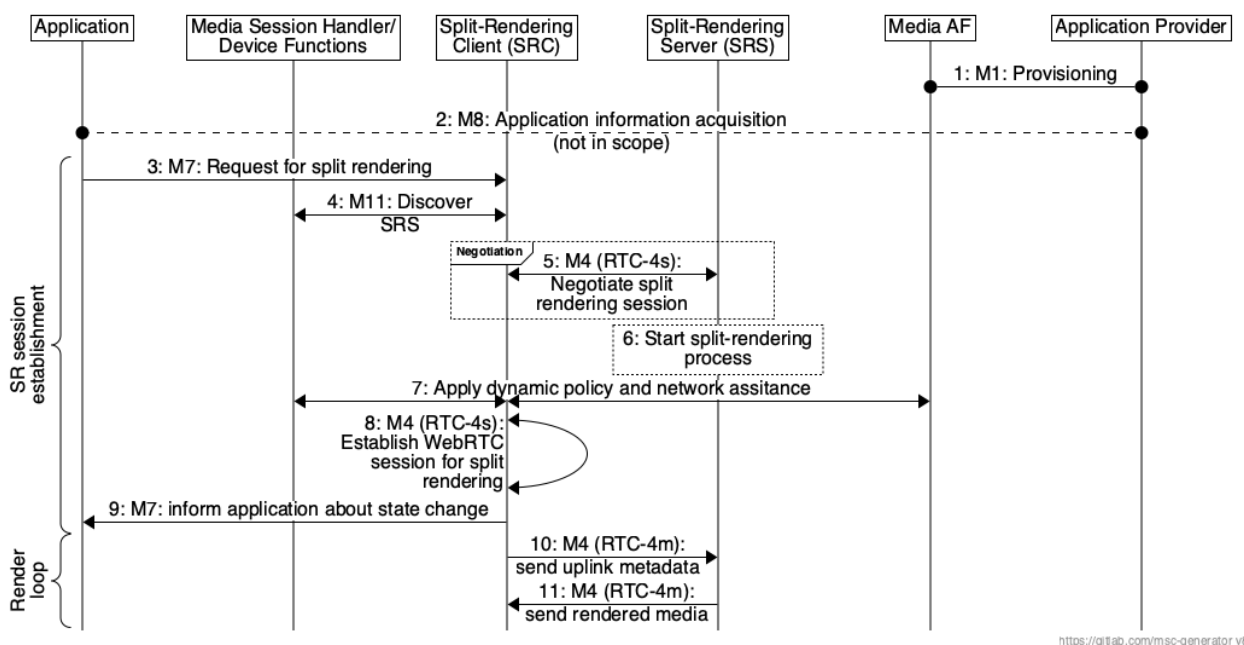 Application
Media Session Handler/
Device Functions
Split-Rendering
Client (SRC)
Split-Rendering
Server (SRS)
Media AF
Application Provider
1: M1: Provisioning
2: M8: Application information acquisition
(not in scope)
3: M7: Request for split rendering
4: M11: Discover
SRS
Negotiation
5: M4 (RTC-4s):
Negotiate split
rendering session
6: Start split-rendering
process
7: Apply dynamic policy and network assitance
8: M4 (RTC-4s):
Establish WebRTC
session for split
rendering
9: M7: inform application about state change
SR session
establishment
10: M4 (RTC-4m):
send uplink metadata
11: M4 (RTC-4m):
send rendered media
Render
loop
https://gitlab.com/msc-generator